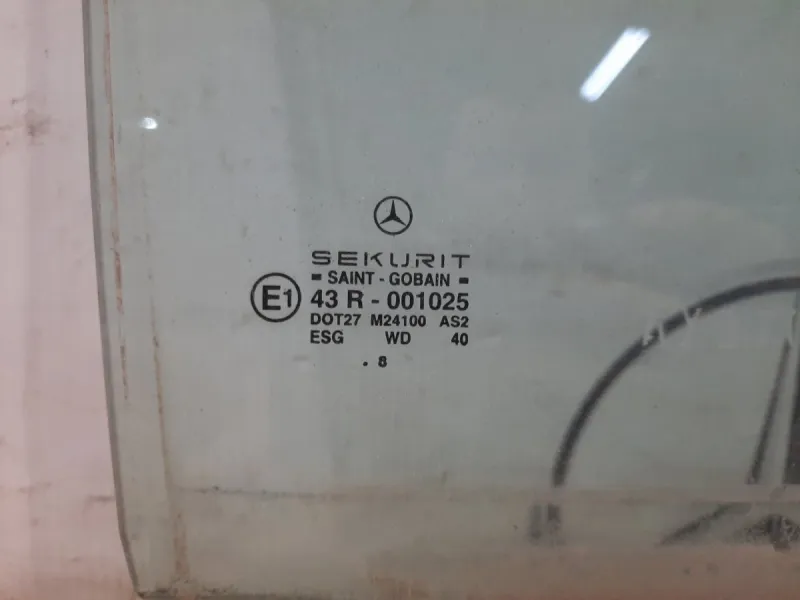 SEKURIT
SAINT - GOBAIN
E1 43 R - 001025
DOT27 M24100 AS2
ESG WD 40
. 8